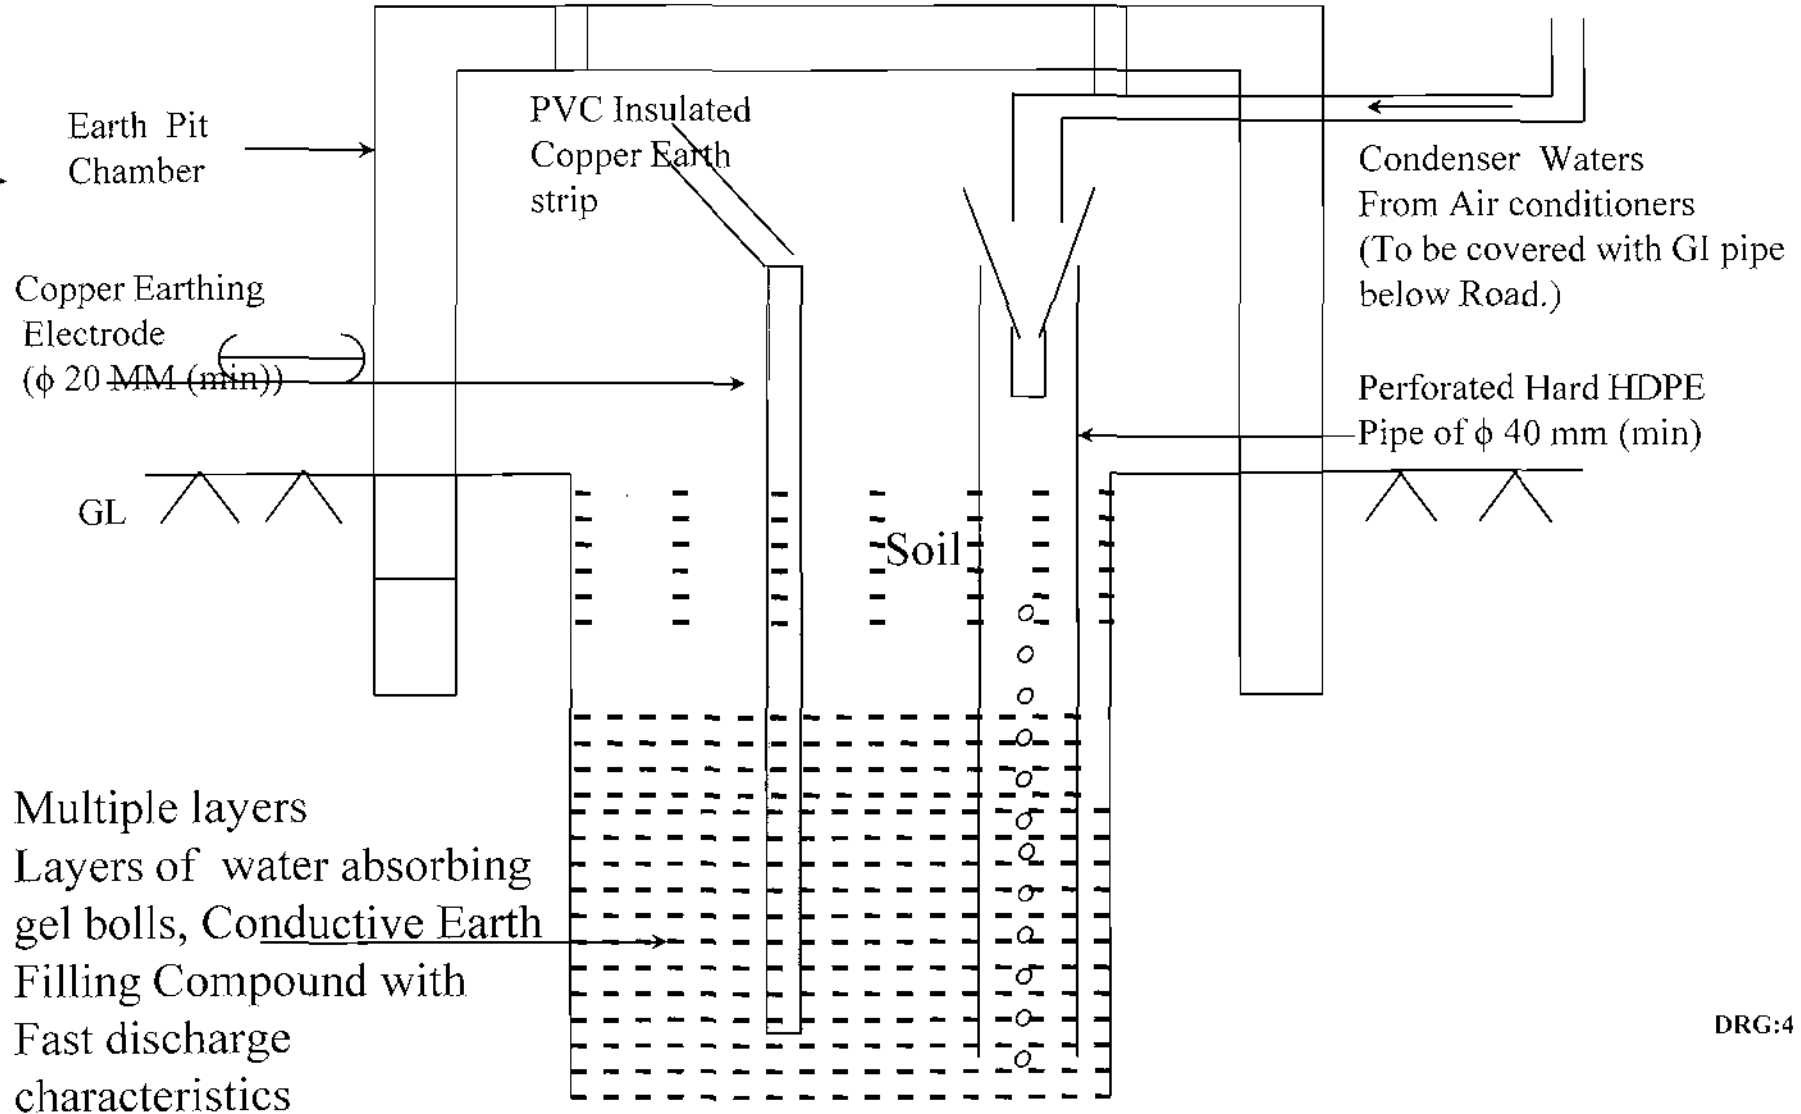 Earth Pit
Chamber
PVC Insulated
Copper Earth
strip
Condenser Waters
From Air conditioners
(To be covered with GI pipe
below Road.)
Copper Earthing
Electrode
(ϕ 20 MM (min))
Perforated Hard HDPE
Pipe of ϕ 40 mm (min)
GL
Soil
Multiple layers
Layers of water absorbing
gel bolls, Conductive Earth
Filling Compound with
Fast discharge
characteristics
DRG:4